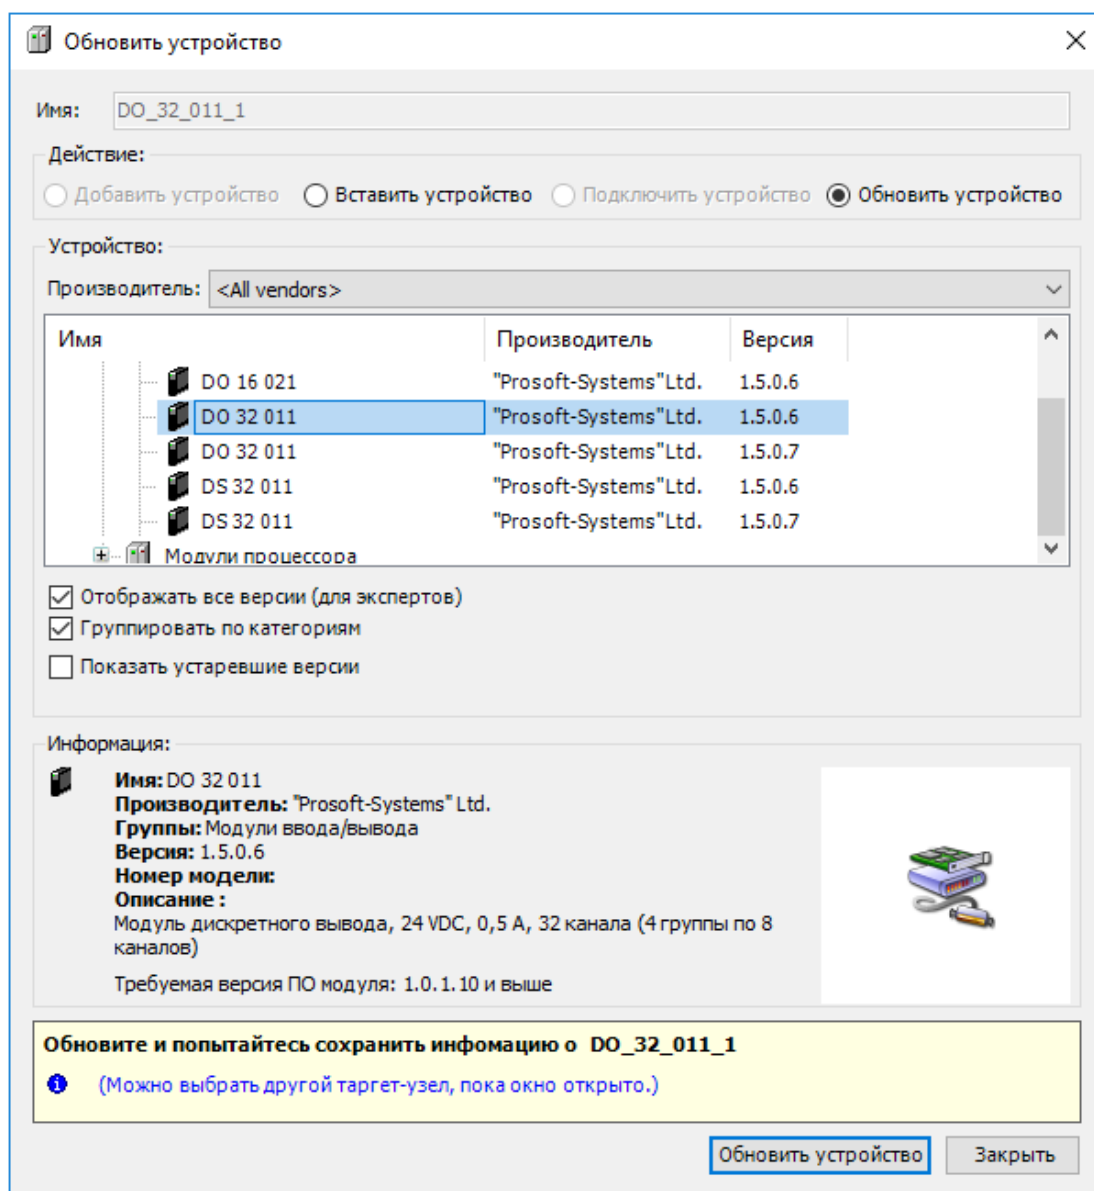 Обновить устройство
Имя: DO_32_011_1
Действие:
Добавить устройство Вставить устройство Подключить устройство Обновить устройство
Устройство:
Производитель: <All vendors>
Имя Производитель Версия
DO 16 021 "Prosoft-Systems"Ltd. 1.5.0.6
DO 32 011 "Prosoft-Systems"Ltd. 1.5.0.6
DO 32 011 "Prosoft-Systems"Ltd. 1.5.0.7
DS 32 011 "Prosoft-Systems"Ltd. 1.5.0.6
DS 32 011 "Prosoft-Systems"Ltd. 1.5.0.7
Модули процессора
Отображать все версии (для экспертов)
Группировать по категориям
Показать устаревшие версии
Информация:
Имя: DO 32 011
Производитель: "Prosoft-Systems" Ltd.
Группы: Модули ввода/вывода
Версия: 1.5.0.6
Номер модели:
Описание :
Модуль дискретного вывода, 24 VDC, 0,5 А, 32 канала (4 группы по 8
каналов)
Требуемая версия ПО модуля: 1.0.1.10 и выше
Обновите и попытайтесь сохранить инфомацию о DO_32_011_1
(Можно выбрать другой таргет-узел, пока окно открыто.)
Обновить устройство Закрыть